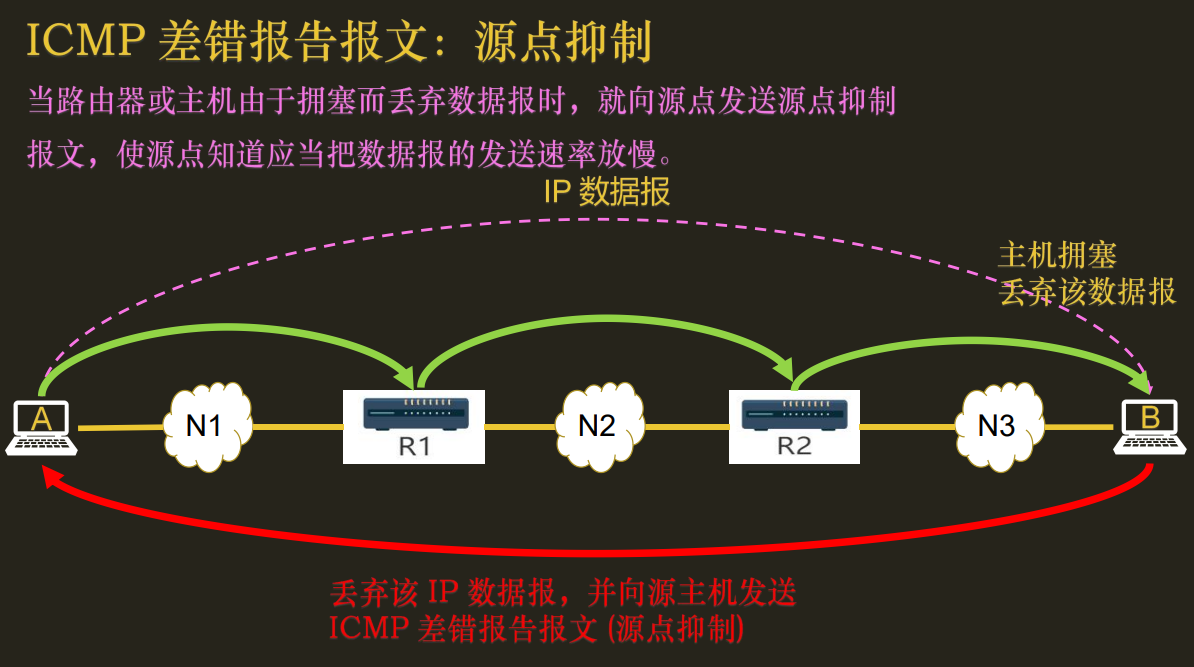 ICMP 差错报告报文：源点抑制
当路由器或主机由于拥塞而丢弃数据报时，就向源点发送源点抑制
报文，使源点知道应当把数据报的发送速率放慢。
IP 数据报
主机拥塞
丢弃该数据报
A
N1
R1
N2
R2
N3
B
丢弃该 IP 数据报，并向源主机发送
ICMP 差错报告报文 (源点抑制)